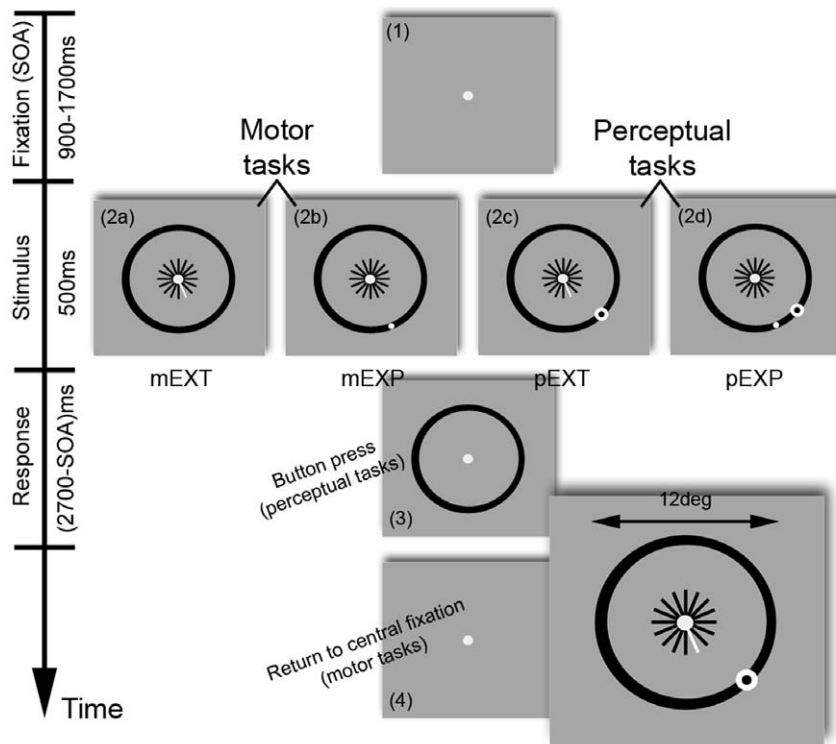 Fixation (SOA)
900-1700ms
(1)
Motor
tasks
Perceptual
tasks
Stimulus
500ms
(2a)
(2b)
(2c)
(2d)
mEXT
mEXP
pEXT
pEXP
Response
(2700-SOA)ms
Button press
(perceptual tasks)
(3)
12deg
Return to central fixation
(motor tasks)
(4)
Time